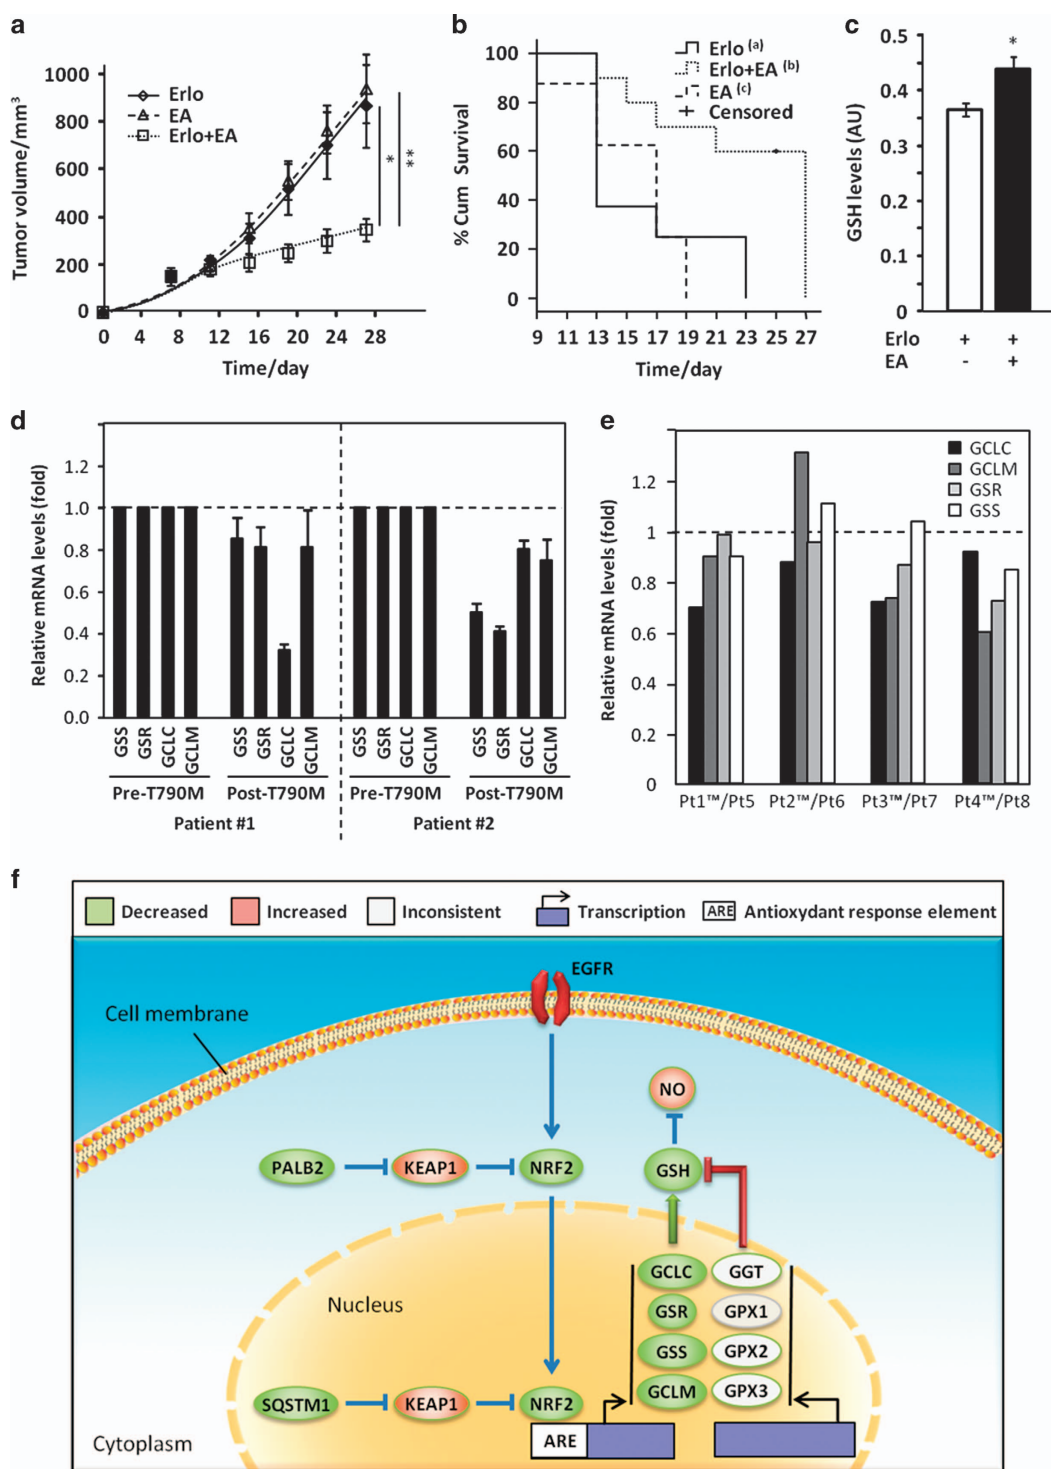 a
Tumor volume/mm³
1000
800
600
400
200
0
Erlo
EA
Erlo+EA
*
**
0 4 8 12 16 20 24 28
Time/day
b
% Cum Survival
100
80
60
40
20
0
Erlo (a)
Erlo+EA (b)
EA (c)
Censored
9 11 13 15 17 19 21 23 25 27
Time/day
c
GSH levels (AU)
0.5
0.4
0.3
0.2
0.1
0
*
Erlo + +
EA - +
d
Relative mRNA levels (fold)
1.2
1.0
0.8
0.6
0.4
0.2
0.0
GSS GSR GCLC GCLM
GSS GSR GCLC GCLM
GSS GSR GCLC GCLM
GSS GSR GCLC GCLM
Pre-T790M Post-T790M Pre-T790M Post-T790M
Patient #1 Patient #2
e
Relative mRNA levels (fold)
1.2
1
0.8
0.6
0.4
0.2
0
GCLC
GCLM
GSR
GSS
Pt1™/Pt5 Pt2™/Pt6 Pt3™/Pt7 Pt4™/Pt8
f
Decreased Increased Inconsistent Transcription ARE Antioxydant response element
EGFR
Cell membrane
NO
PALB2 KEAP1 NRF2 GSH
Nucleus
GCLC GGT
GSR GPX1
GSS GPX2
GCLM GPX3
SQSTM1 KEAP1 NRF2
ARE
Cytoplasm